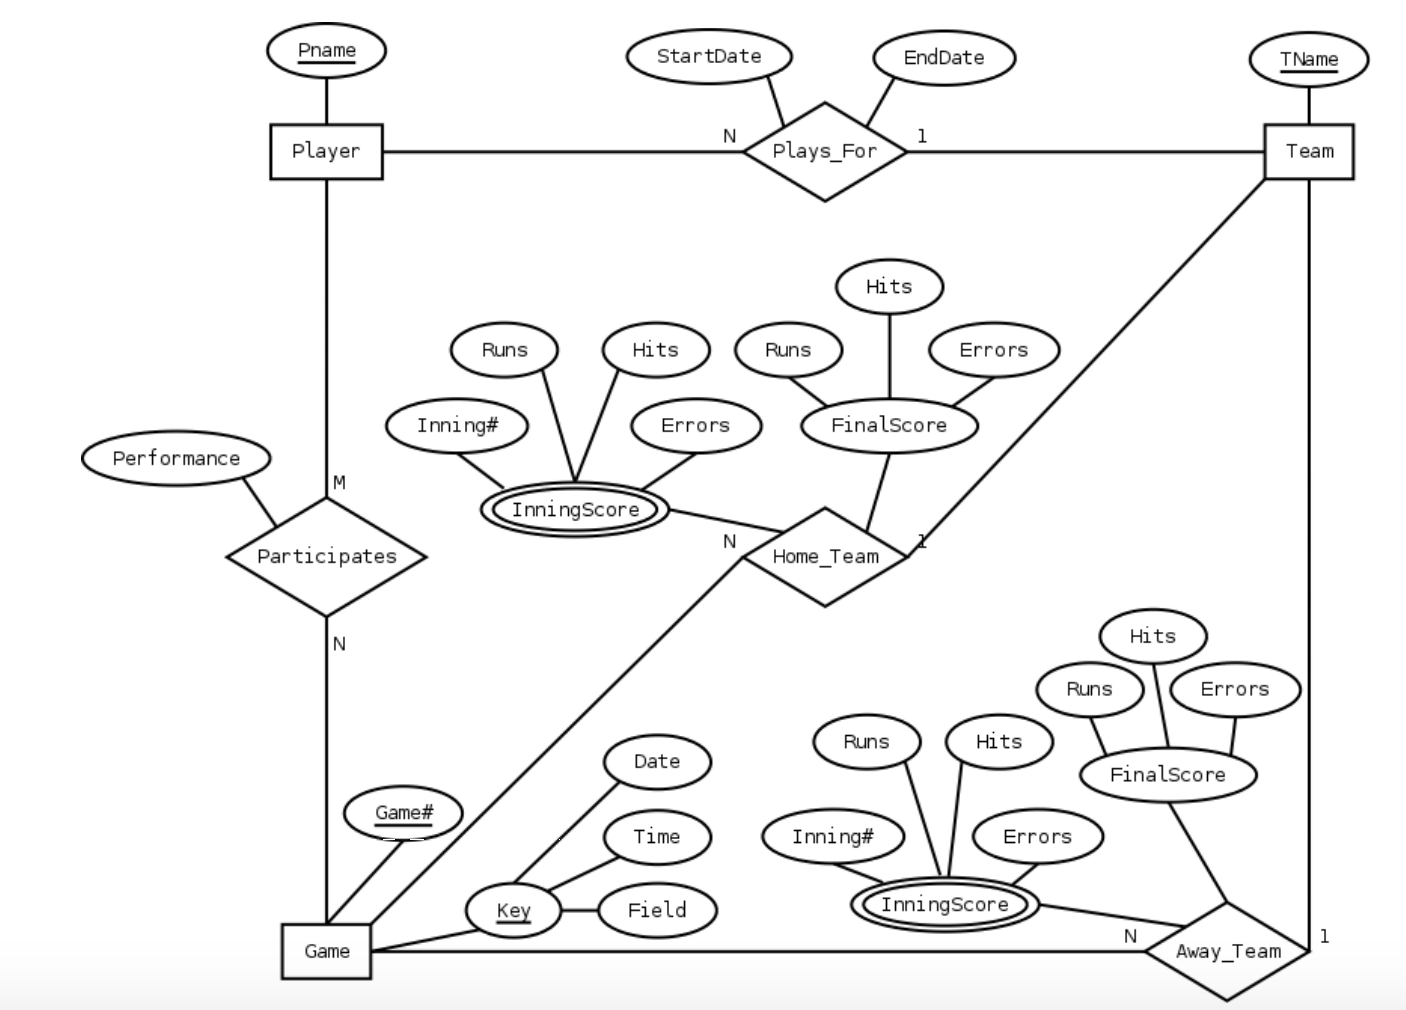 Pname
StartDate
EndDate
TName
Player
N
Plays_For
1
Team
Hits
Runs
Hits
Runs
Errors
Inning#
Errors
FinalScore
Performance
M
InningScore
N
Home_Team
1
Participates
N
Hits
Runs
Errors
Runs
Hits
Date
FinalScore
Game#
Time
Inning#
Errors
Key
Field
InningScore
Game
N
Away_Team
1